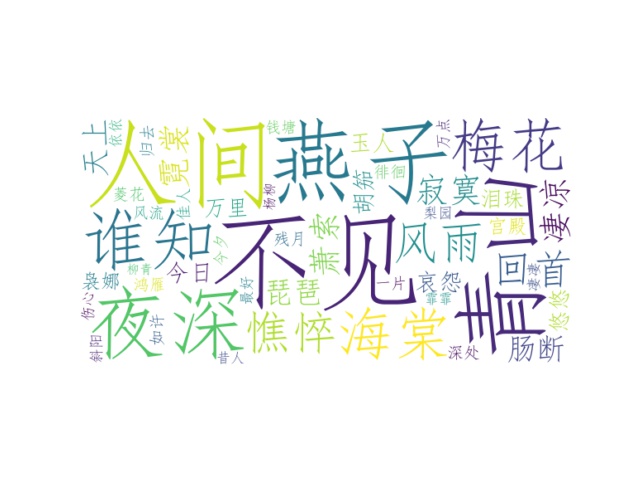 人间
燕子
梅花
不见
青山
谁知
夜深
海棠
憔悴
风雨
霓裳
天上
依依
归去
钱塘
玉人
万点
徘徊
胡笳
寂寞
泪珠
凄凉
菱花
风流
佳人
万里
杨柳
梨园
宫殿
萧索
残月
今夕
今日
柳青
袅娜
鸿雁
琵琶
最好
一片
哀怨
霏霏
回首
凄凄
悠悠
伤心
如许
斜阳
昔人
深处
肠断